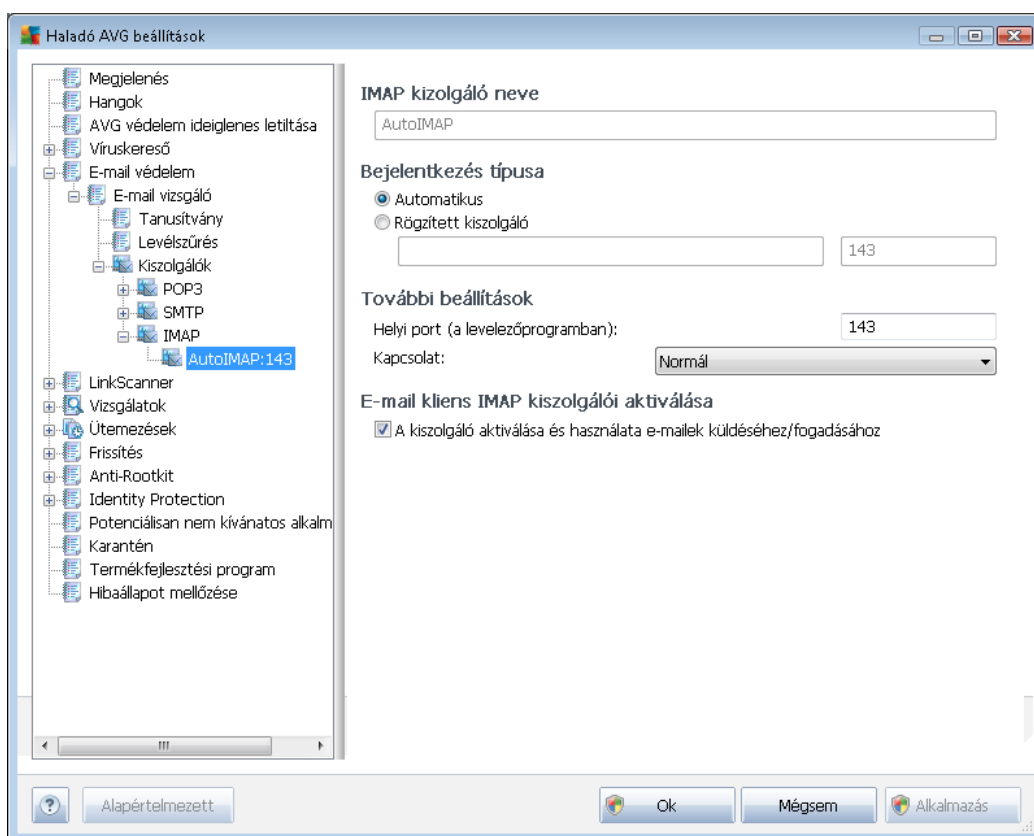 Haladó AVG beállítások
Megjelenés
Hangok
AVG védelem ideiglenes letiltása
Víruskereső
E-mail védelem
E-mail vizsgáló
Tanusítvány
Levélszűrés
Kiszolgálók
POP3
SMTP
IMAP
AutoIMAP:143
LinkScanner
Vizsgálatok
Ütemezések
Frissítés
Anti-Rootkit
Identity Protection
Potenciálisan nem kívánatos alkalm
Karantén
Termékfejlesztési program
Hibaállapot mellőzése
IMAP kizolgáló neve
AutoIMAP
Bejelentkezés típusa
Automatikus
Rögzített kiszolgáló
143
További beállítások
Helyi port (a levelezőprogramban): 143
Kapcsolat: Normál
E-mail kliens IMAP kiszolgálói aktiválása
A kiszolgáló aktiválása és használata e-mailek küldéséhez/fogadásához
? Alapértelmezett Ok Mégsem Alkalmazás